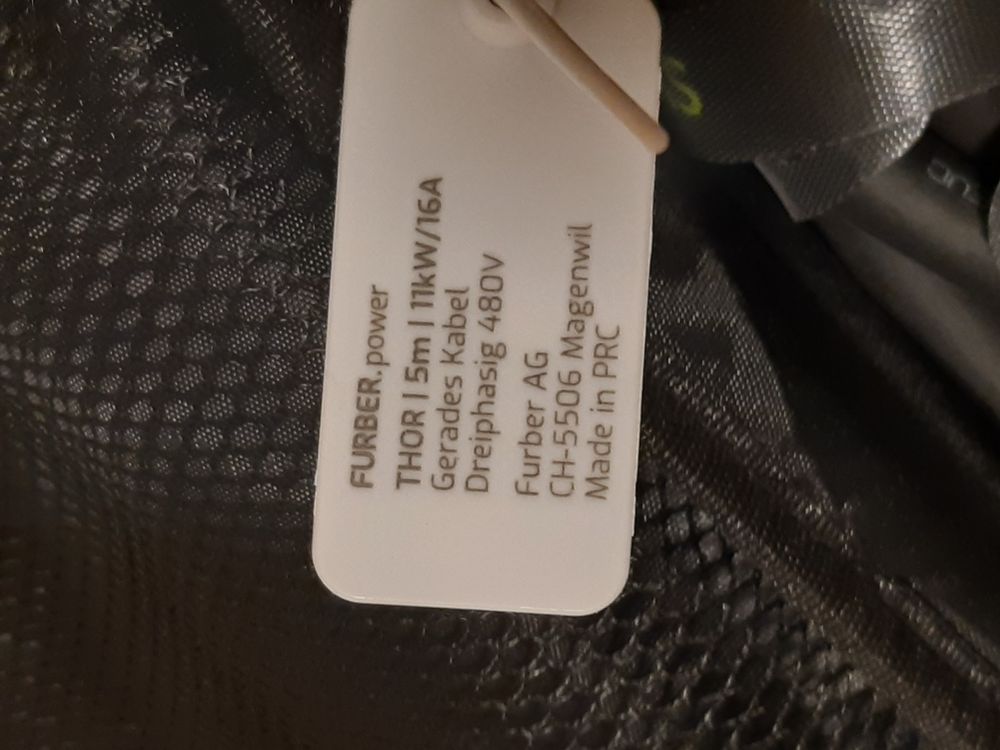 FURBER.power
THOR | 5m | 11kW/16A
Gerades Kabel
Dreiphasig 480V
Furber AG
CH-5506 Magenwil
Made in PRC